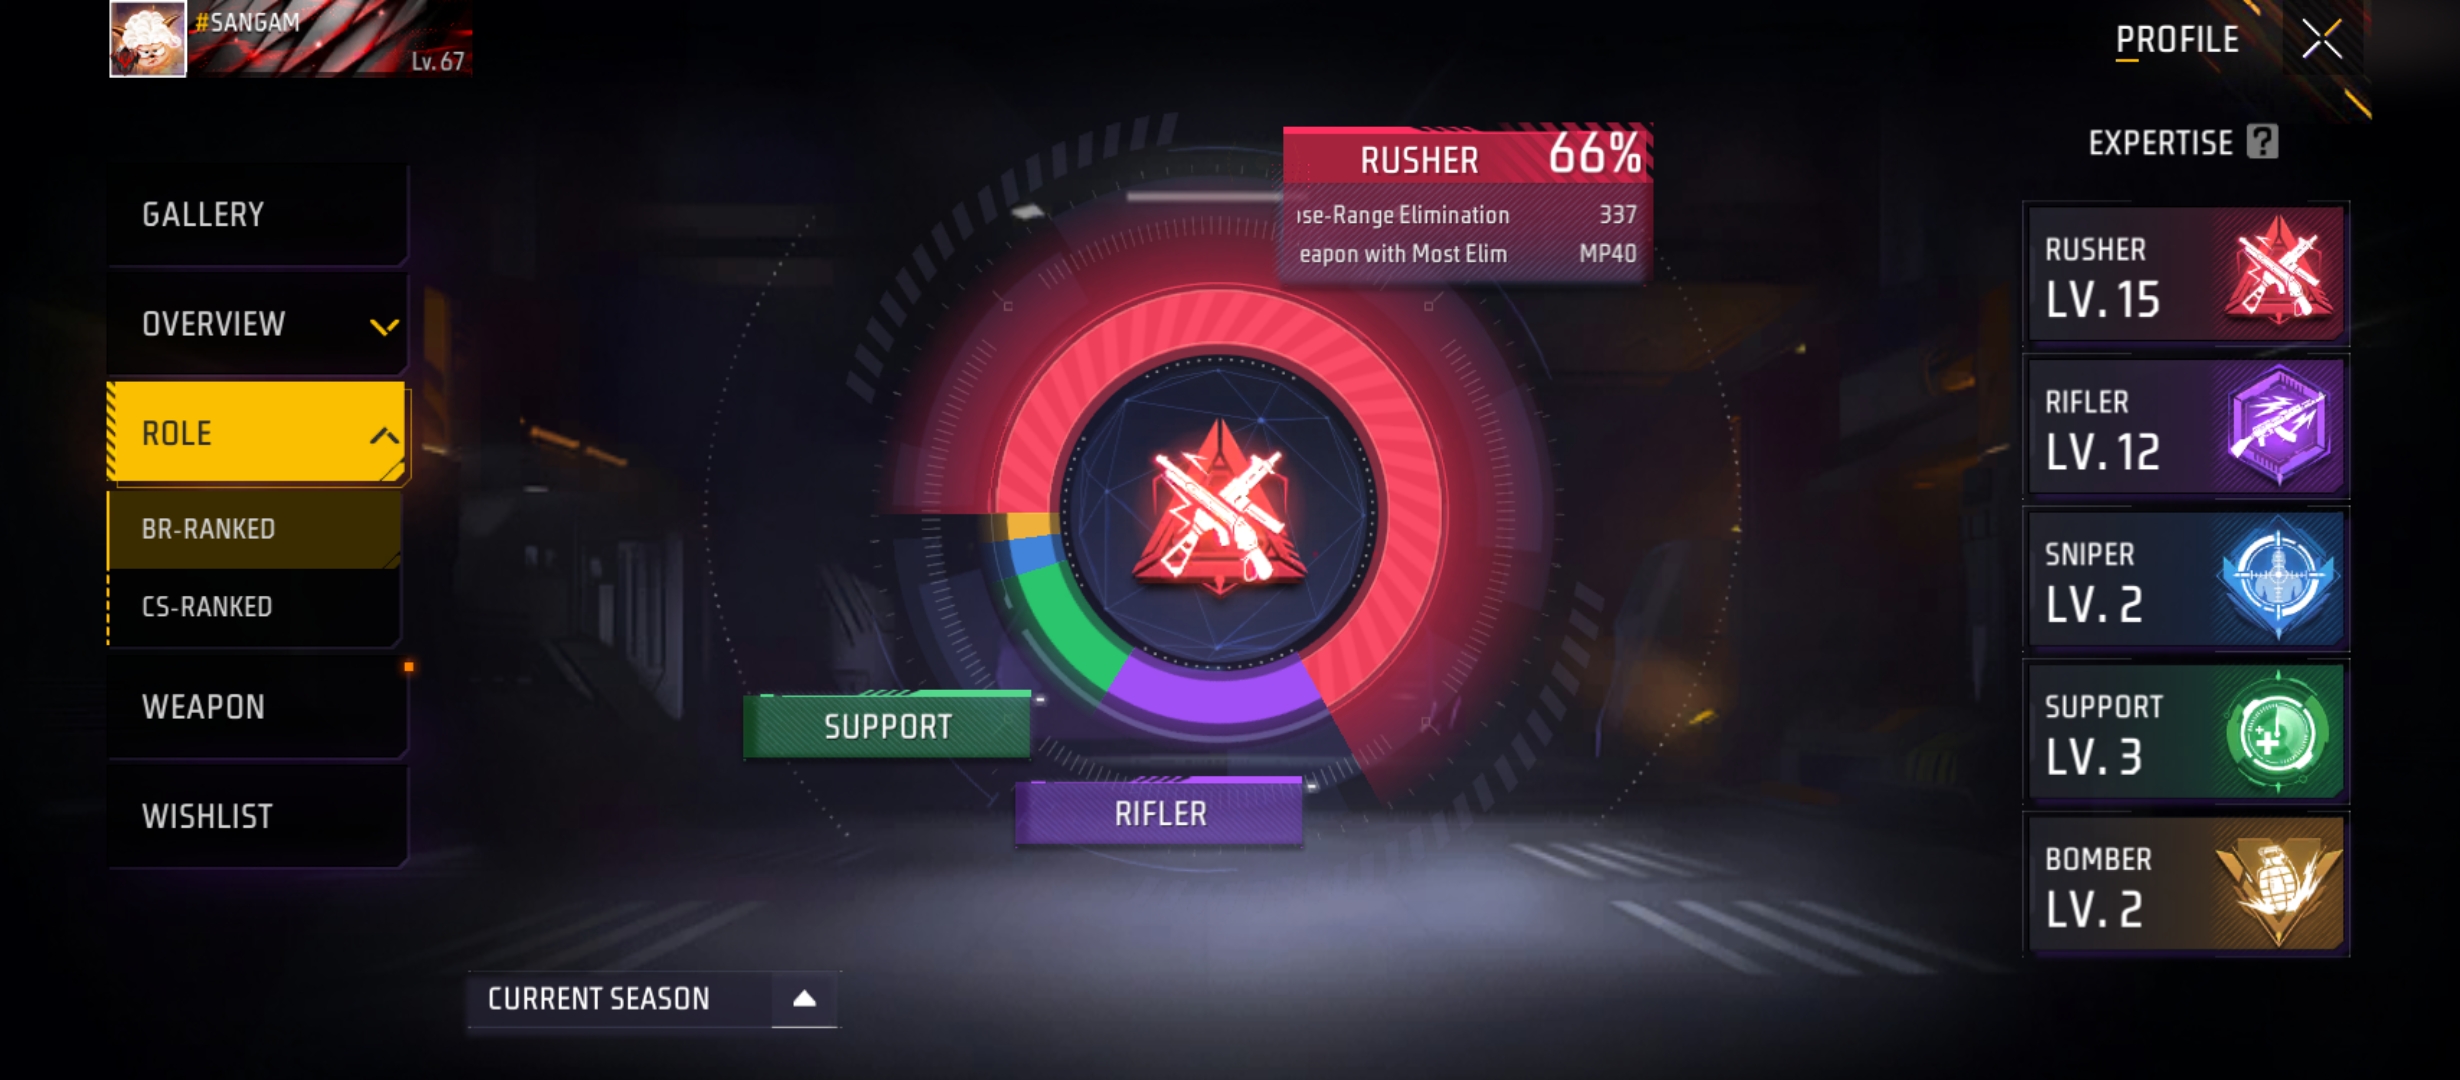 #SANGAM
Lv. 67
PROFILE
EXPERTISE ?
GALLERY
OVERVIEW
ROLE
BR-RANKED
CS-RANKED
WEAPON
WISHLIST
RUSHER 66%
se-Range Elimination 337
eapon with Most Elim MP40
SUPPORT
RIFLER
CURRENT SEASON
RUSHER
LV. 15
RIFLER
LV. 12
SNIPER
LV. 2
SUPPORT
LV. 3
BOMBER
LV. 2